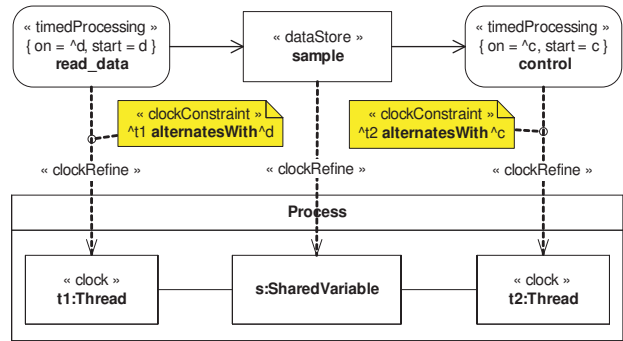 « timedProcessing »
{ on = ^d, start = d }
read_data
« dataStore »
sample
« timedProcessing »
{ on = ^c, start = c }
control
« clockConstraint »
^t1 alternatesWith ^d
« clockConstraint »
^t2 alternatesWith ^c
« clockRefine »
« clockRefine »
« clockRefine »
Process
« clock »
t1:Thread
s:SharedVariable
« clock »
t2:Thread